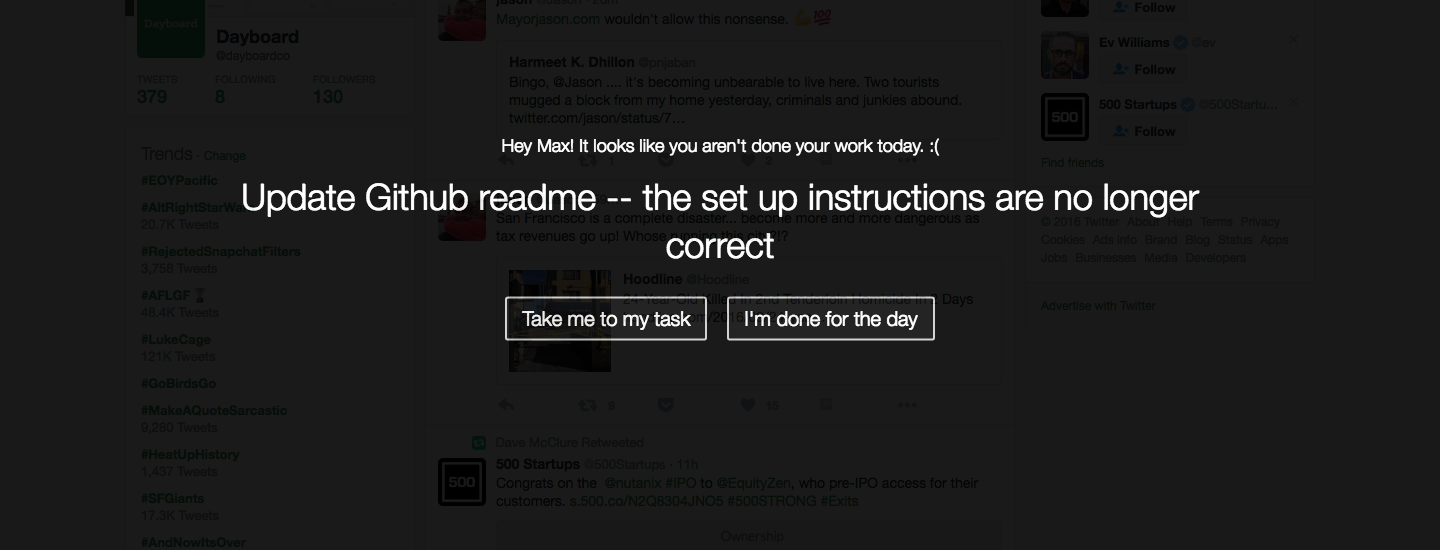 Dayboard
Dayboard
@dayboardco
TWEETS FOLLOWING FOLLOWERS
379 8 130
Trends · Change
#EOYPacific
20.7K Tweets
#RejectedSnapchatFilters
3,758 Tweets
#AFLGF
48.4K Tweets
#LukeCage
121K Tweets
#GoBirdsGo
#MakeAQuoteSarcastic
9,280 Tweets
#HeatUpHistory
1,437 Tweets
#SFGiants
17.3K Tweets
#AndNowItsOver
jason @Jason · 20m
Mayorjason.com wouldn't allow this nonsense. 💪💯
Harmeet K. Dhillon @pnjaban
Bingo, @Jason .... it's becoming unbearable to live here. Two tourists
mugged a block from my home yesterday, criminals and junkies abound.
twitter.com/jason/status/7...
Hey Max! It looks like you aren't done your work today. :(
1 2
Update Github readme -- the set up instructions are no longer
correct
San Francisco is a complete disaster... become more and more dangerous as
tax revenues go up! Whose running this city?!?
Hoodline @Hoodline
24-Year-Old Killed In 2nd Tenderloin Homicide In 2 Days
Take me to my task
I'm done for the day
9 15
Dave McClure Retweeted
500
500 Startups @500Startups · 11h
Congrats on the @nutanix #IPO to @EquityZen, who pre-IPO access for their
customers. s.500.co/N2Q8304JNO5 #500STRONG #Exits
Ownership
Follow
Ev Williams @ev
Follow
500
500 Startups @500Startu...
Follow
Find friends
© 2016 Twitter About Help Terms Privacy
Cookies Ads info Brand Blog Status Apps
Jobs Businesses Media Developers
Advertise with Twitter